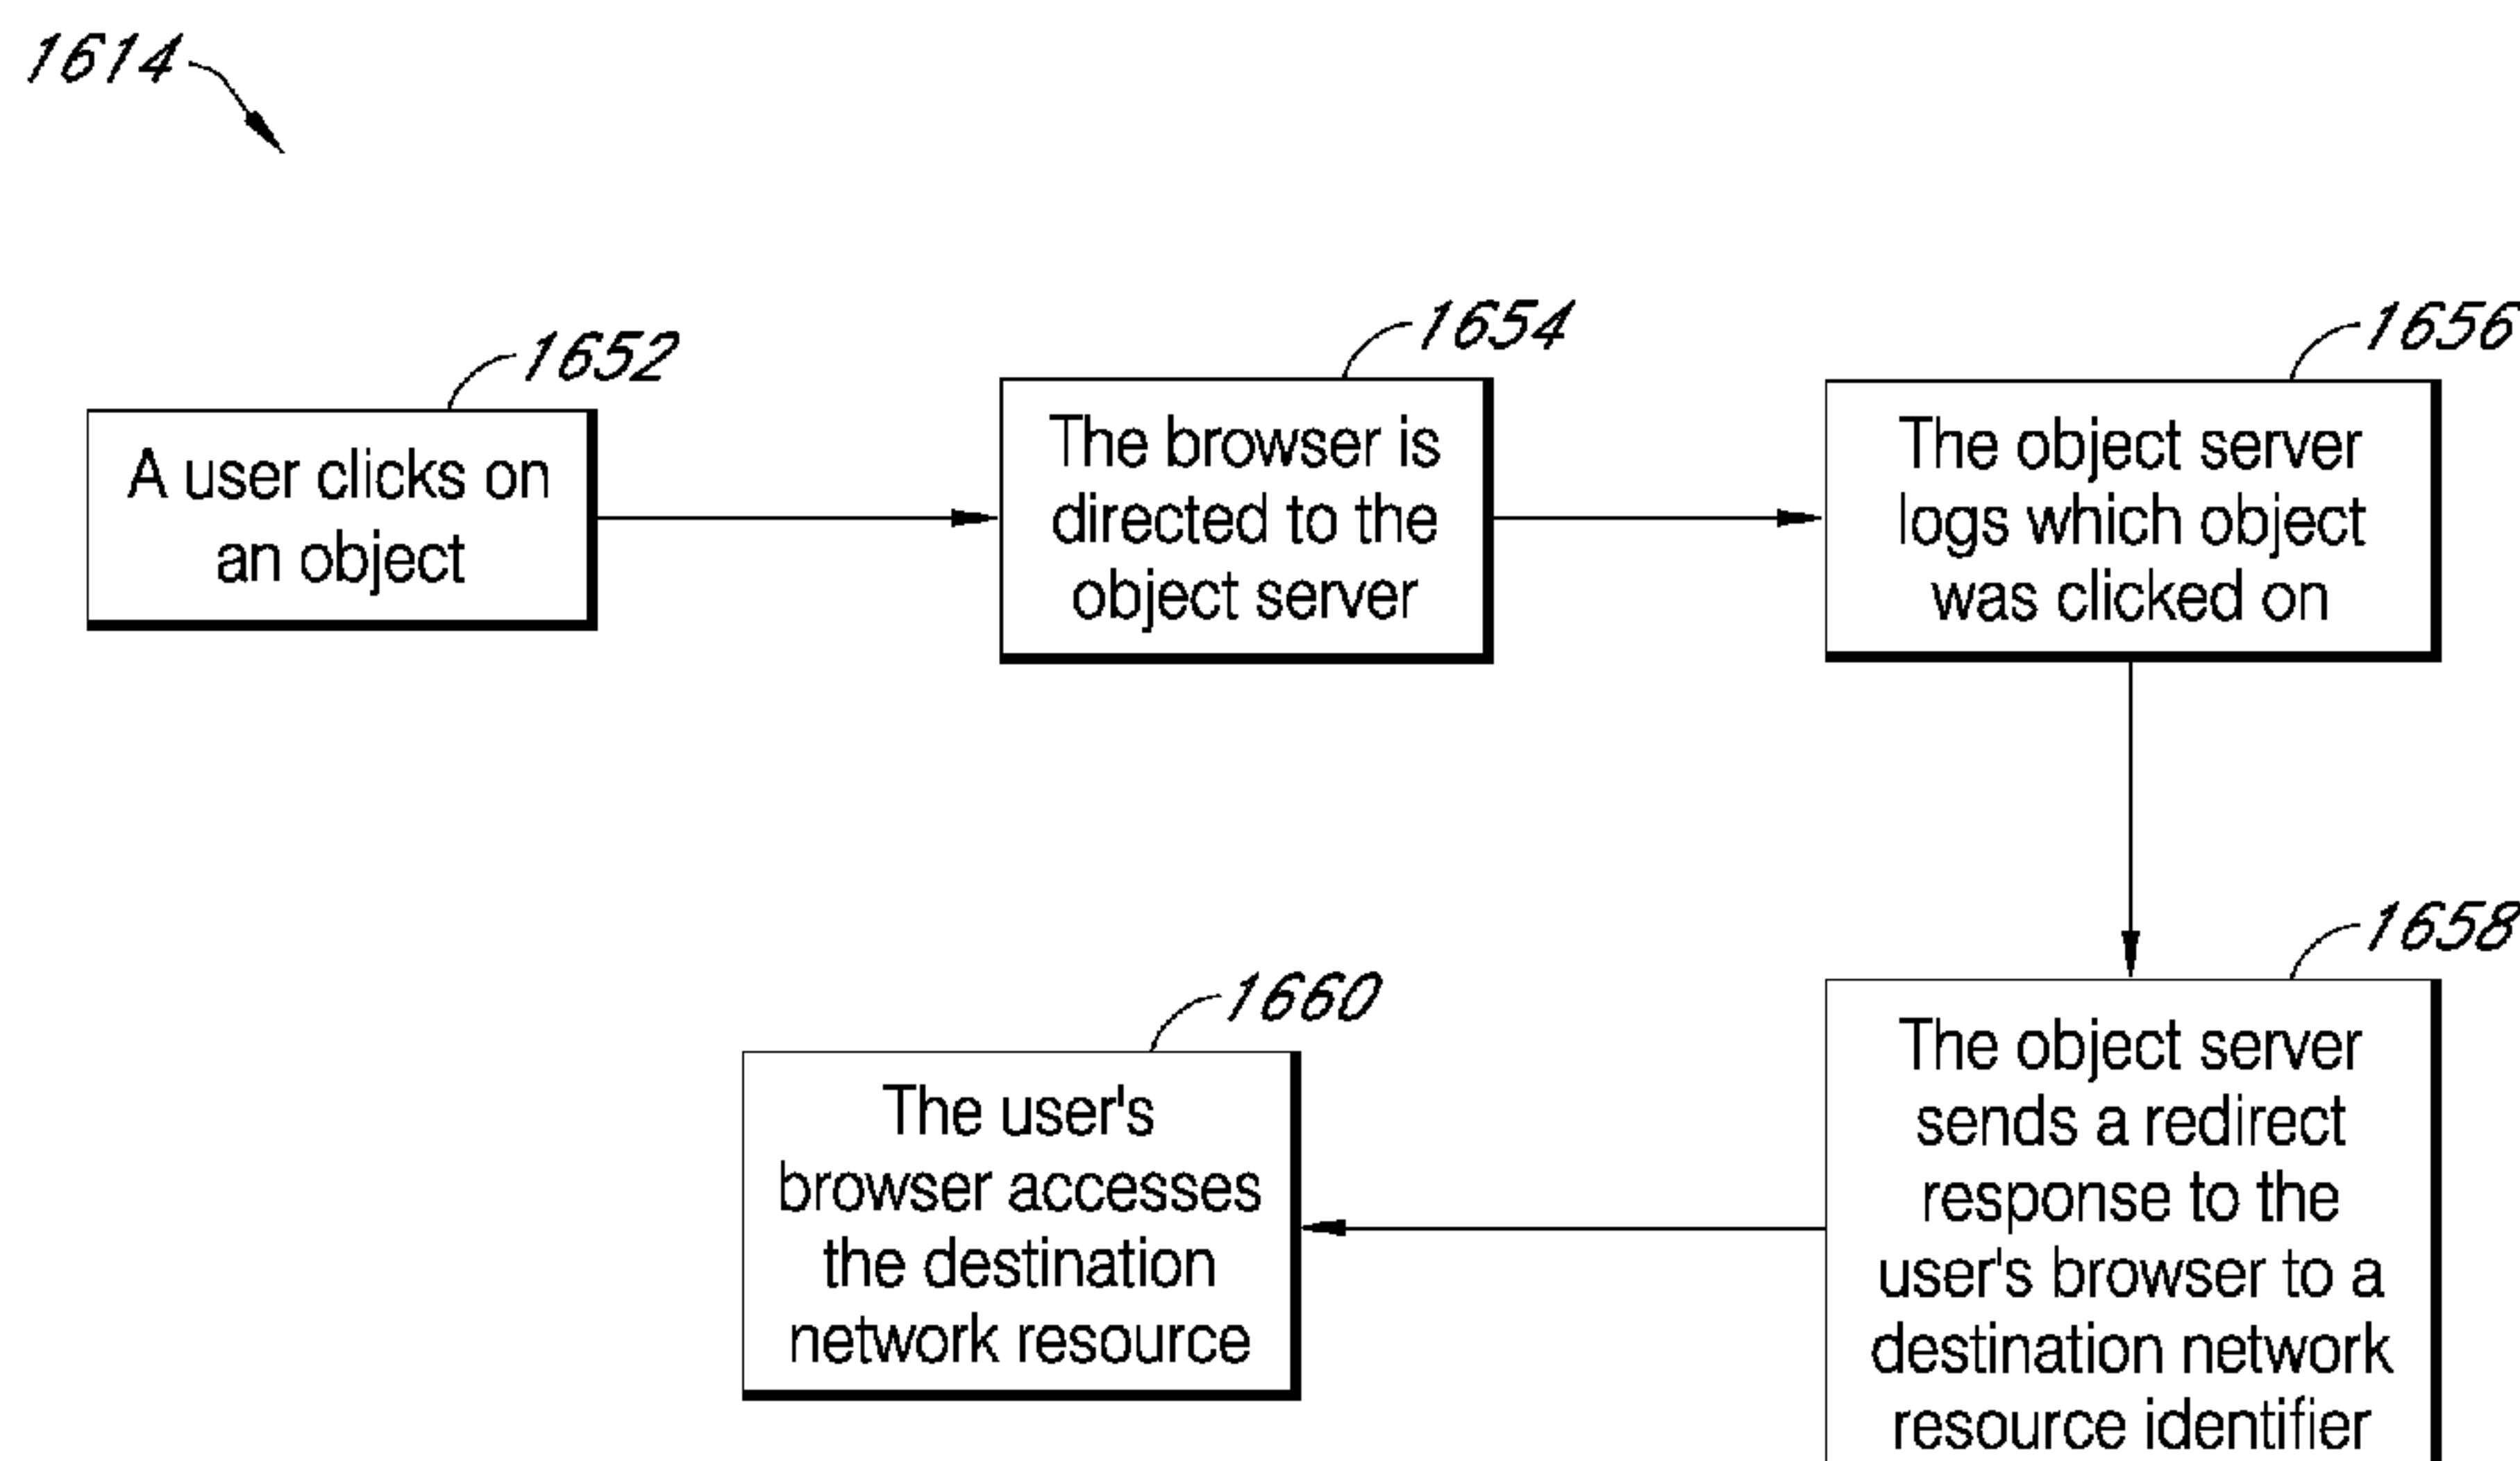 1614
1652
A user clicks on
an object
1654
The browser is
directed to the
object server
1656
The object server
logs which object
was clicked on
1658
The object server
sends a redirect
response to the
user's browser to a
destination network
resource identifier
1660
The user's
browser accesses
the destination
network resource